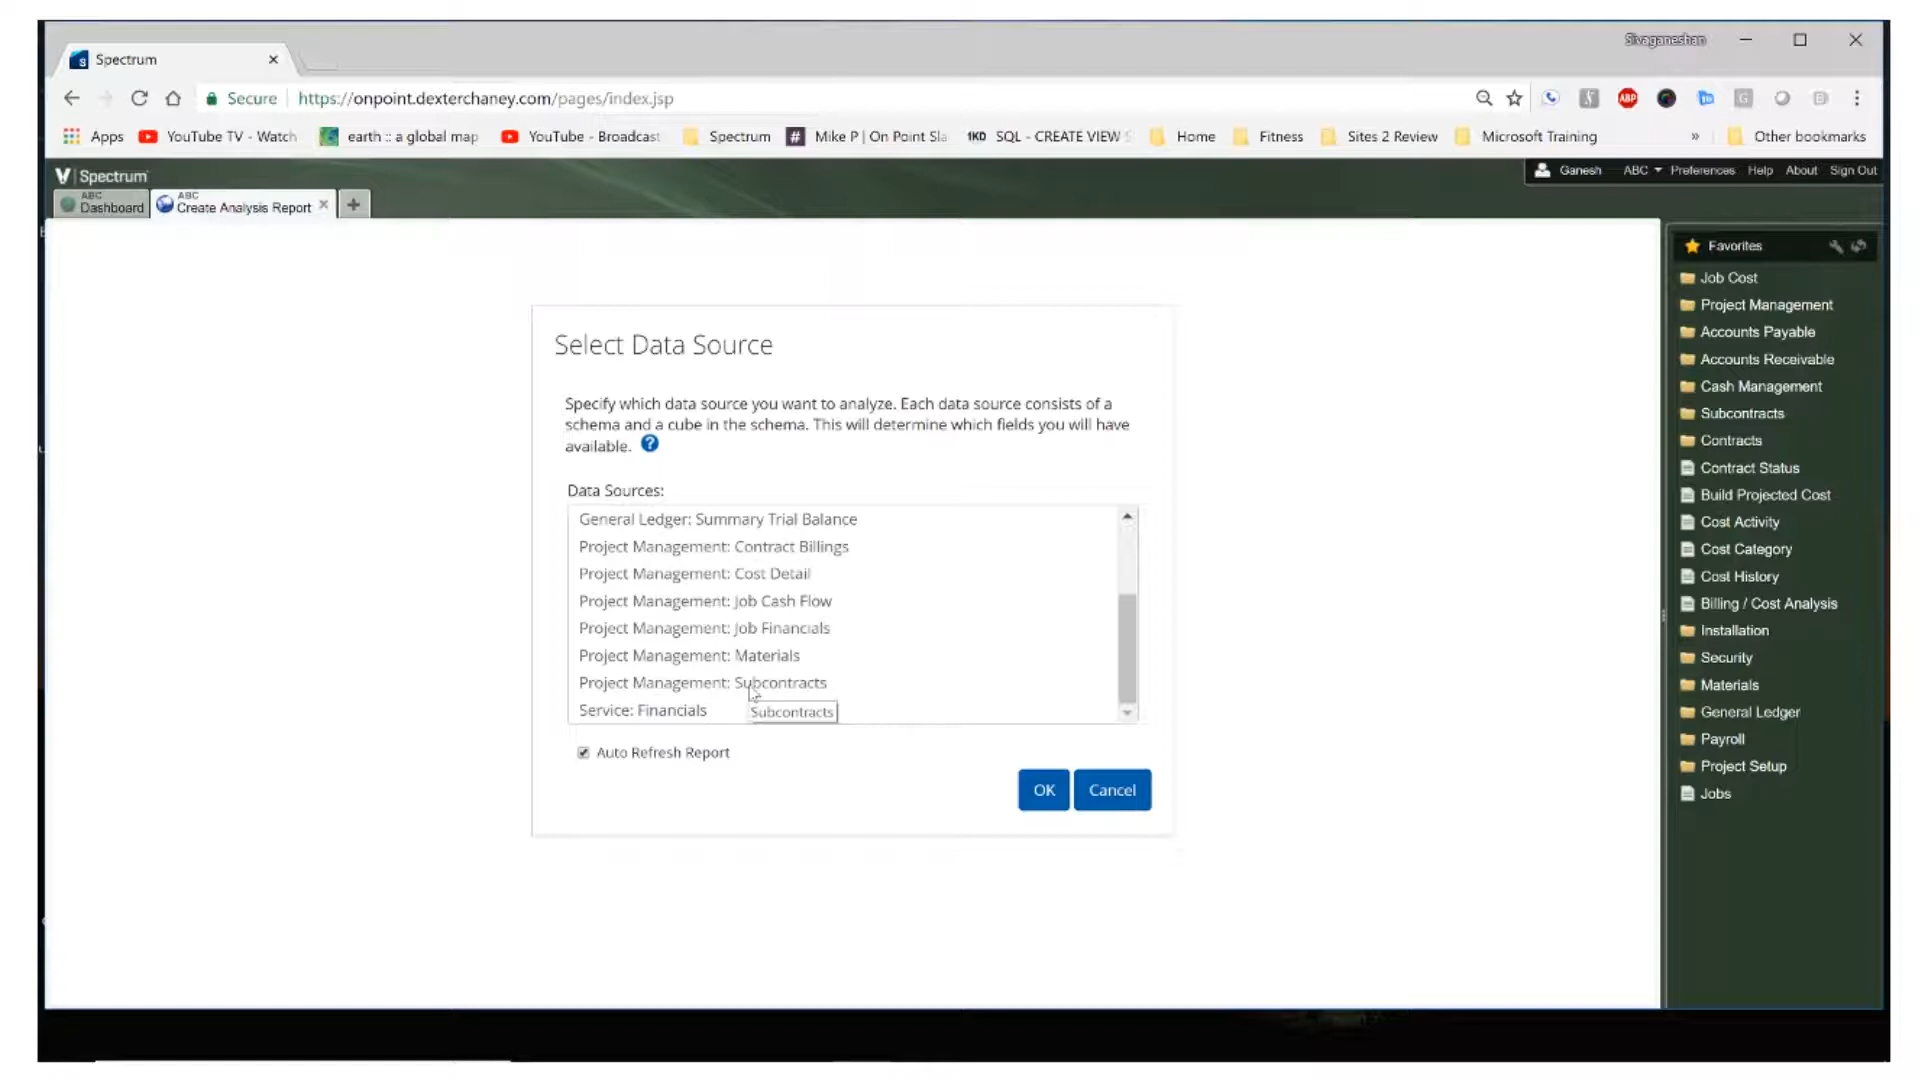 Sivaganeshan
Spectrum
Secure https://onpoint.dexterchaney.com/pages/index.jsp
Apps YouTube TV - Watch earth :: a global map YouTube - Broadcast Spectrum Mike P | On Point Sla 1KD SQL - CREATE VIEW Home Fitness Sites 2 Review Microsoft Training » Other bookmarks
Spectrum
Ganesh ABC Preferences Help About Sign Out
ABC
Dashboard
ABC
Create Analysis Report
Select Data Source
Specify which data source you want to analyze. Each data source consists of a
schema and a cube in the schema. This will determine which fields you will have
available. ?
Data Sources:
General Ledger: Summary Trial Balance
Project Management: Contract Billings
Project Management: Cost Detail
Project Management: Job Cash Flow
Project Management: Job Financials
Project Management: Materials
Project Management: Subcontracts
Service: Financials
Subcontracts
Auto Refresh Report
OK Cancel
Favorites
Job Cost
Project Management
Accounts Payable
Accounts Receivable
Cash Management
Subcontracts
Contracts
Contract Status
Build Projected Cost
Cost Activity
Cost Category
Cost History
Billing / Cost Analysis
Installation
Security
Materials
General Ledger
Payroll
Project Setup
Jobs